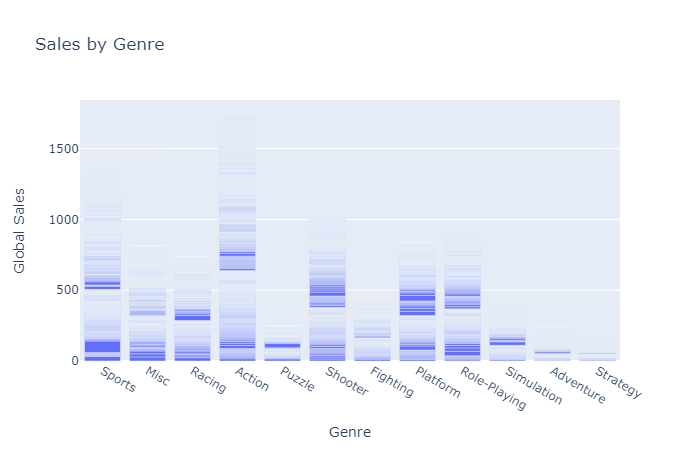 Sales by Genre
Global Sales
1500
1000
500
0
Sports
Misc
Racing
Action
Puzzle
Shooter
Fighting
Platform
Role-Playing
Simulation
Adventure
Strategy
Genre